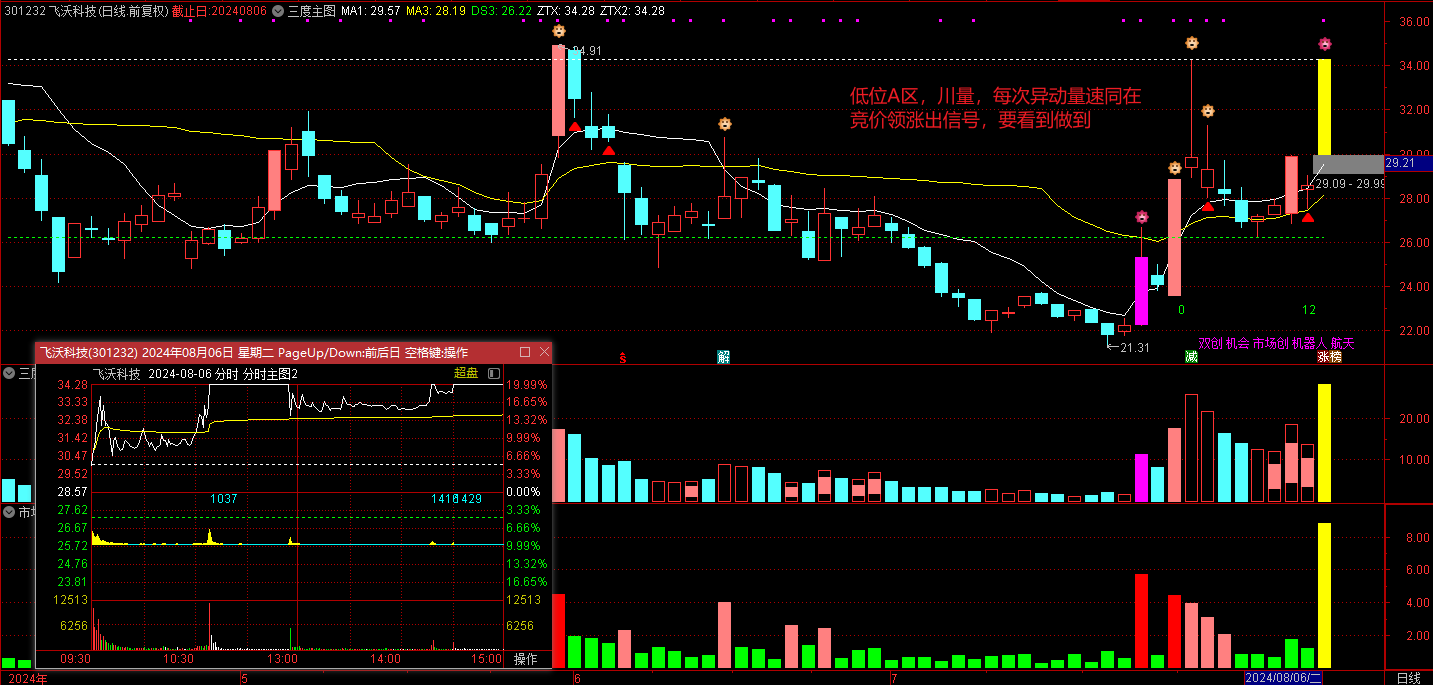 301232 飞沃科技(日线.前复权) 截止日:20240806 三度主图 MA1: 29.57 MA3: 28.19 DS3: 26.22 ZTX: 34.28 ZTX2: 34.28
36.00
34.91
34.00
低位A区，川量，每次异动量速同在
竞价领涨出信号，要看到做到
32.00
30.00
29.21
29.09 - 29.99
28.00
26.00
24.00
0
12
22.00
21.31
双创 机会 市场创 机器人 航天
解
减
涨榜
飞沃科技(301232) 2024年08月06日 星期二 PageUp/Down:前后日 空格键:操作
三度
飞沃科技 2024-08-06 分时 分时主图2 超盘
34.28 19.99%
33.33 16.65%
32.38 13.32%
31.42 9.99%
30.47 6.66%
29.52 3.33%
28.57 0.00%
1037 1416 1429
27.62 3.33%
26.67 6.66%
25.72 9.99%
24.76 13.32%
23.81 16.65%
12513 12513
6256 6256
09:30 10:30 13:00 14:00 15:00 操作
20.00
10.00
市
8.00
6.00
4.00
2.00
2024年 5 6 7 2024/08/06/二 日线